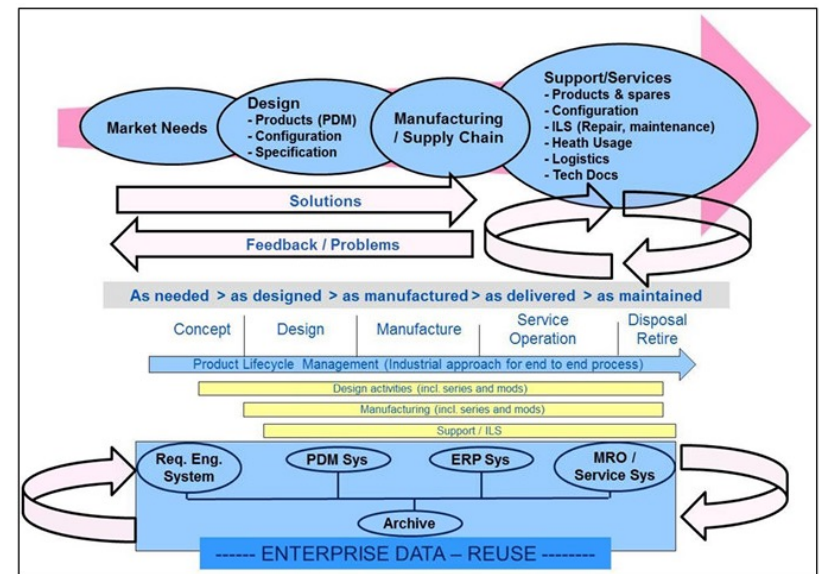 Market Needs
Design
- Products (PDM)
- Configuration
- Specification
Manufacturing
/ Supply Chain
Support/Services
- Products & spares
- Configuration
- ILS (Repair, maintenance)
- Heath Usage
- Logistics
- Tech Docs
Solutions
Feedback / Problems
As needed > as designed > as manufactured > as delivered > as maintained
Concept
Design
Manufacture
Service
Operation
Disposal
Retire
Product Lifecycle Management (Industrial approach for end to end process)
Design activities (incl. series and mods)
Manufacturing (incl. series and mods)
Support / ILS
Req. Eng.
System
PDM Sys
ERP Sys
MRO /
Service Sys
Archive
------ ENTERPRISE DATA – REUSE --------